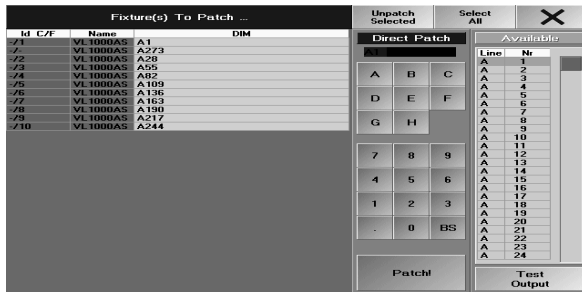 Fixture(s) To Patch ...
Unpatch Selected
Select All
Id C/F Name DIM
-/1 VL1000AS A1
-/- VL1000AS A273
-/2 VL1000AS A28
-/3 VL1000AS A55
-/4 VL1000AS A82
-/5 VL1000AS A109
-/6 VL1000AS A136
-/7 VL1000AS A163
-/8 VL1000AS A190
-/9 VL1000AS A217
-/10 VL1000AS A244
Direct Patch
A1
A B C
D E F
G H
7 8 9
4 5 6
1 2 3
. 0 BS
Patch!
Available
Line Nr
A 1
A 2
A 3
A 4
A 5
A 6
A 7
A 8
A 9
A 10
A 11
A 12
A 13
A 14
A 15
A 16
A 17
A 18
A 19
A 20
A 21
A 22
A 23
A 24
Test
Output